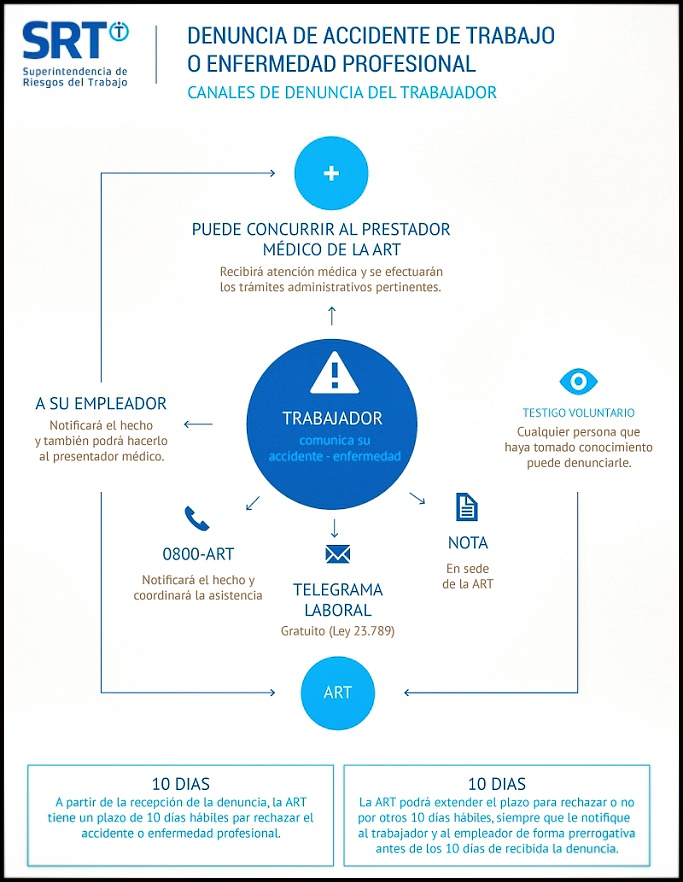 SRT
Superintendencia de
Riesgos del Trabajo
DENUNCIA DE ACCIDENTE DE TRABAJO
O ENFERMEDAD PROFESIONAL
CANALES DE DENUNCIA DEL TRABAJADOR
PUEDE CONCURRIR AL PRESTADOR
MÉDICO DE LA ART
Recibirá atención médica y se efectuarán
los trámites administrativos pertinentes.
A SU EMPLEADOR
Notificará el hecho
y también podrá hacerlo
al presentador médico.
TRABAJADOR
comunica su
accidente - enfermedad
TESTIGO VOLUNTARIO
Cualquier persona que
haya tomado conocimiento
puede denunciarle.
0800-ART
Notificará el hecho y
coordinará la asistencia
TELEGRAMA
LABORAL
Gratuito (Ley 23.789)
NOTA
En sede
de la ART
ART
10 DIAS
A partir de la recepción de la denuncia, la ART
tiene un plazo de 10 días hábiles par rechazar el
accidente o enfermedad profesional.
10 DIAS
La ART podrá extender el plazo para rechazar o no
por otros 10 días hábiles, siempre que le notifique
al trabajador y al empleador de forma prerrogativa
antes de los 10 días de recibida la denuncia.